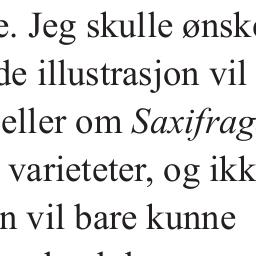 e. Jeg skulle ønske
de illustrasjon vil
eller om Saxifrag
varieteter, og ikk
n vil bare kunne